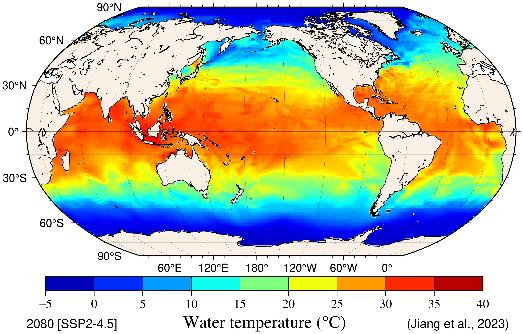 90°N
60°N
30°N
0°
30°S
60°S
90°S
60°E 120°E 180° 120°W 60°W 0°
−5 0 5 10 15 20 25 30 35 40
2080 [SSP2-4.5] Water temperature (°C) (Jiang et al., 2023)